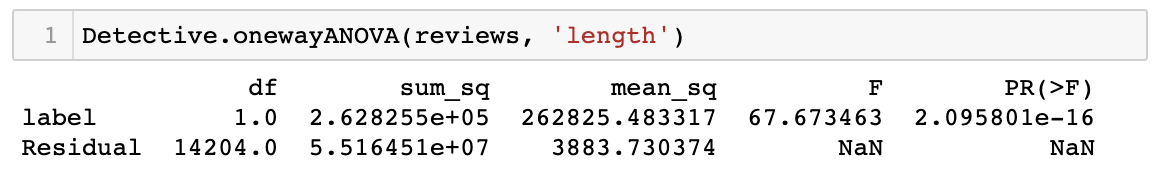 1 Detective.onewayANOVA(reviews, 'length')
df sum_sq mean_sq F PR(>F)
label 1.0 2.628255e+05 262825.483317 67.673463 2.095801e-16
Residual 14204.0 5.516451e+07 3883.730374 NaN NaN